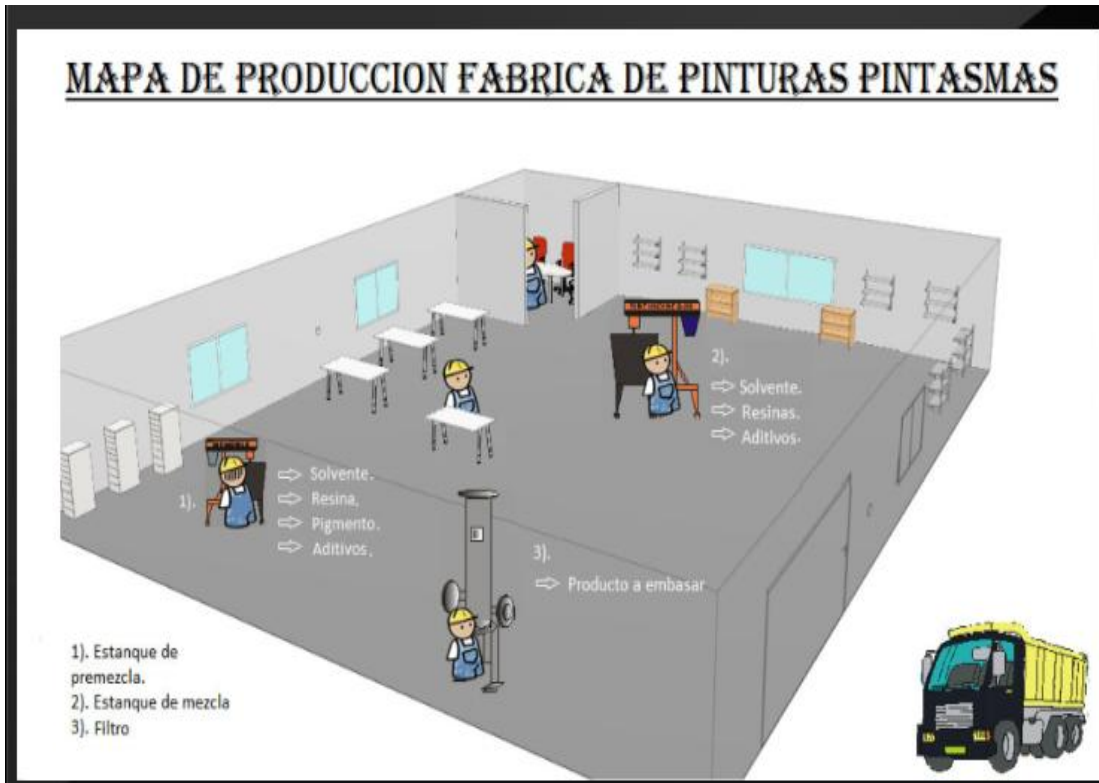 MAPA DE PRODUCCION FABRICA DE PINTURAS PINTASMAS
2).
⇨ Solvente.
⇨ Resinas.
⇨ Aditivos.
1).
⇨ Solvente.
⇨ Resina,
⇨ Pigmento.
⇨ Aditivos,
3).
⇨ Producto a embasar
1). Estanque de
premezcla.
2). Estanque de mezcla
3). Filtro